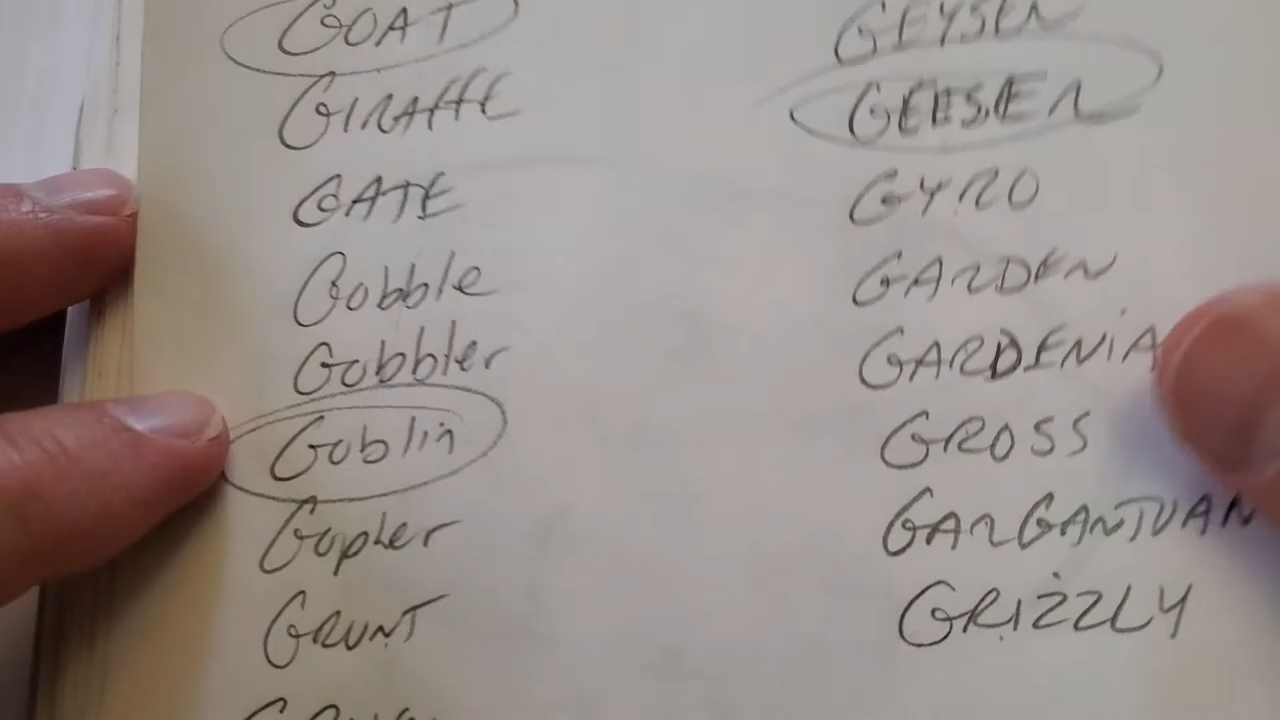 GOAT
GIRAFFE
GATE
Gobble
Gobbler
Goblin
Gopher
GRUNT
GEYSER
GEESER
GYRO
GARDEN
GARDENiA
GROSS
GARGANTUAN
GRiZZLY